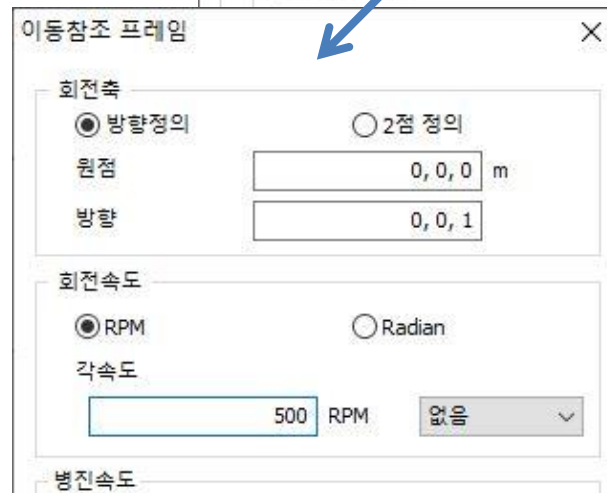 이동참조 프레임
회전축
방향정의 2점 정의
원점 0, 0, 0 m
방향 0, 0, 1
회전속도
RPM Radian
각속도
500 RPM 없음
병진속도